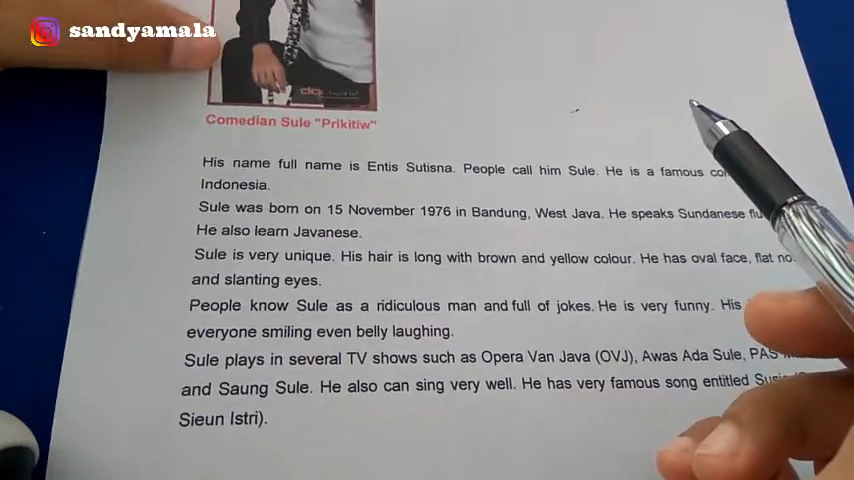 sandyamala
Comedian Sule "Prikitiw"
His name full name is Entis Sutisna. People call him Sule. He is a famous
Indonesia.
Sule was born on 15 November 1976 in Bandung, West Java. He speaks Sundanese
He also learn Javanese.
Sule is very unique. His hair is long with brown and yellow colour. He has oval face, flat
and slanting eyes.
People know Sule as a ridiculous man and full of jokes. He is very funny. His
everyone smiling even belly laughing.
Sule plays in several TV shows such as Opera Van Java (OVJ), Awas Ada Sule, PAS
and Saung Sule. He also can sing very well. He has very famous song entitled
Sieun Istri).